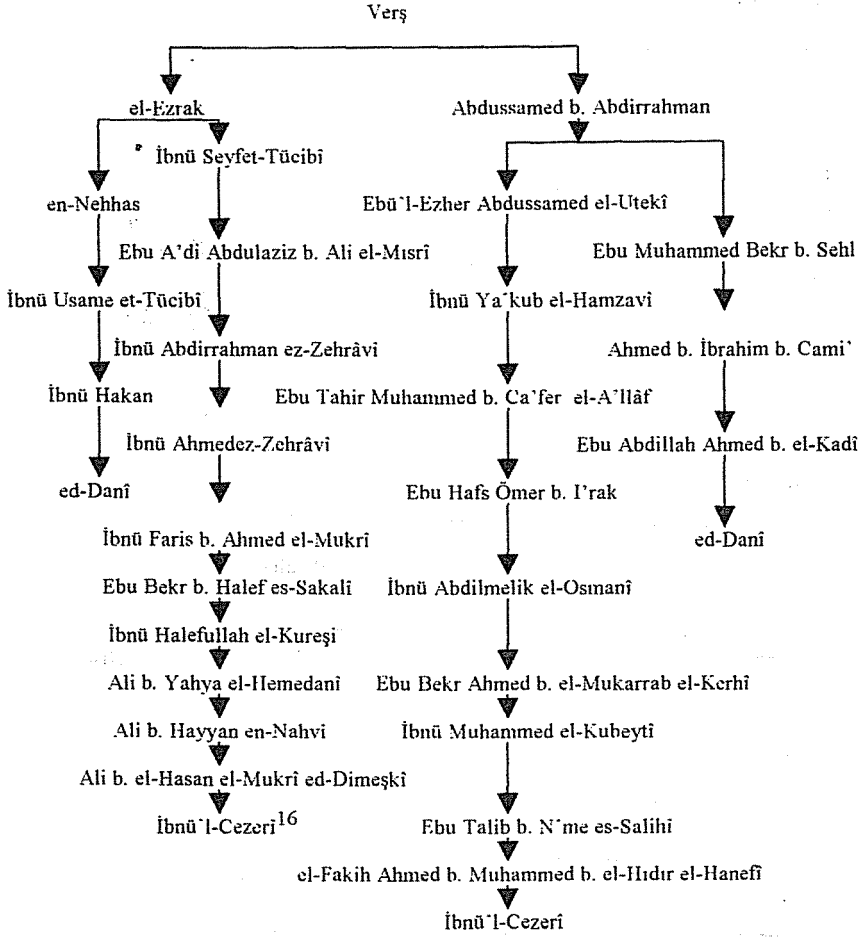 Verş
el-Ezrak
Abdussamed b. Abdirrahman
İbnü Seyfet-Tücibî
en-Nehhas
Ebü'l-Ezher Abdussamed el-Utekî
Ebu A'di Abdulaziz b. Ali el-Mısrî
Ebu Muhammed Bekr b. Sehl
İbnü Usame et-Tücibî
İbnü Ya'kub el-Hamzavî
İbnü Abdirrahman ez-Zehrâvi
Ahmed b. İbrahim b. Cami'
İbnü Hakan
Ebu Tahir Muhammed b. Ca'fer el-A'llâf
İbnü Ahmedez-Zehrâvî
Ebu Abdillah Ahmed b. el-Kadî
ed-Danî
Ebu Hafs Ömer b. I'rak
İbnü Faris b. Ahmed el-Mukrî
ed-Danî
Ebu Bekr b. Halef es-Sakalî
İbnü Abdilmelik el-Osmanî
İbnü Halefullah el-Kureşi
Ali b. Yahya el-Hemedanî
Ebu Bekr Ahmed b. el-Mukarrab el-Kerhî
Ali b. Hayyan en-Nahvi
İbnü Muhammed el-Kubeytî
Ali b. el-Hasan el-Mukrî ed-Dimeşkî
İbnü'l-Cezerî16
Ebu Talib b. N'me es-Salihî
el-Fakih Ahmed b. Muhammed b. el-Hıdır el-Hanefî
İbnü'l-Cezerî